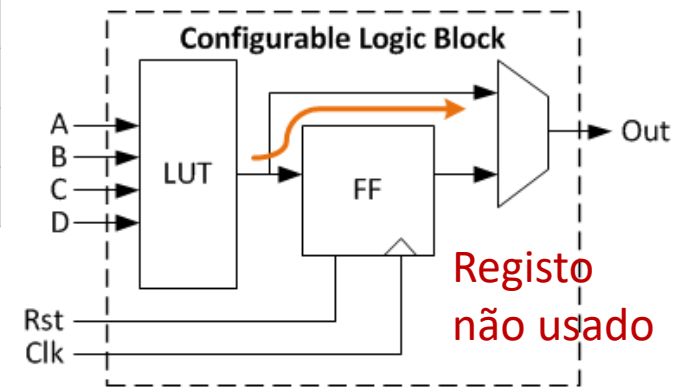 Configurable Logic Block
A
B
C
D
LUT
FF
Out
Registo
não usado
Rst
Clk